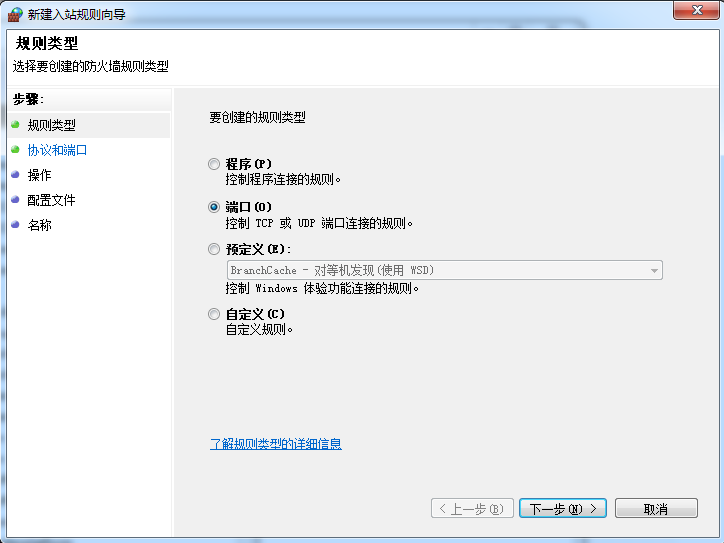 新建入站规则向导
规则类型
选择要创建的防火墙规则类型
步骤:
规则类型
协议和端口
操作
配置文件
名称
要创建的规则类型
程序(P)
控制程序连接的规则。
端口(O)
控制 TCP 或 UDP 端口连接的规则。
预定义(E):
BranchCache - 对等机发现(使用 WSD)
控制 Windows 体验功能连接的规则。
自定义(C)
自定义规则。
了解规则类型的详细信息
< 上一步(B)
下一步(N) >
取消